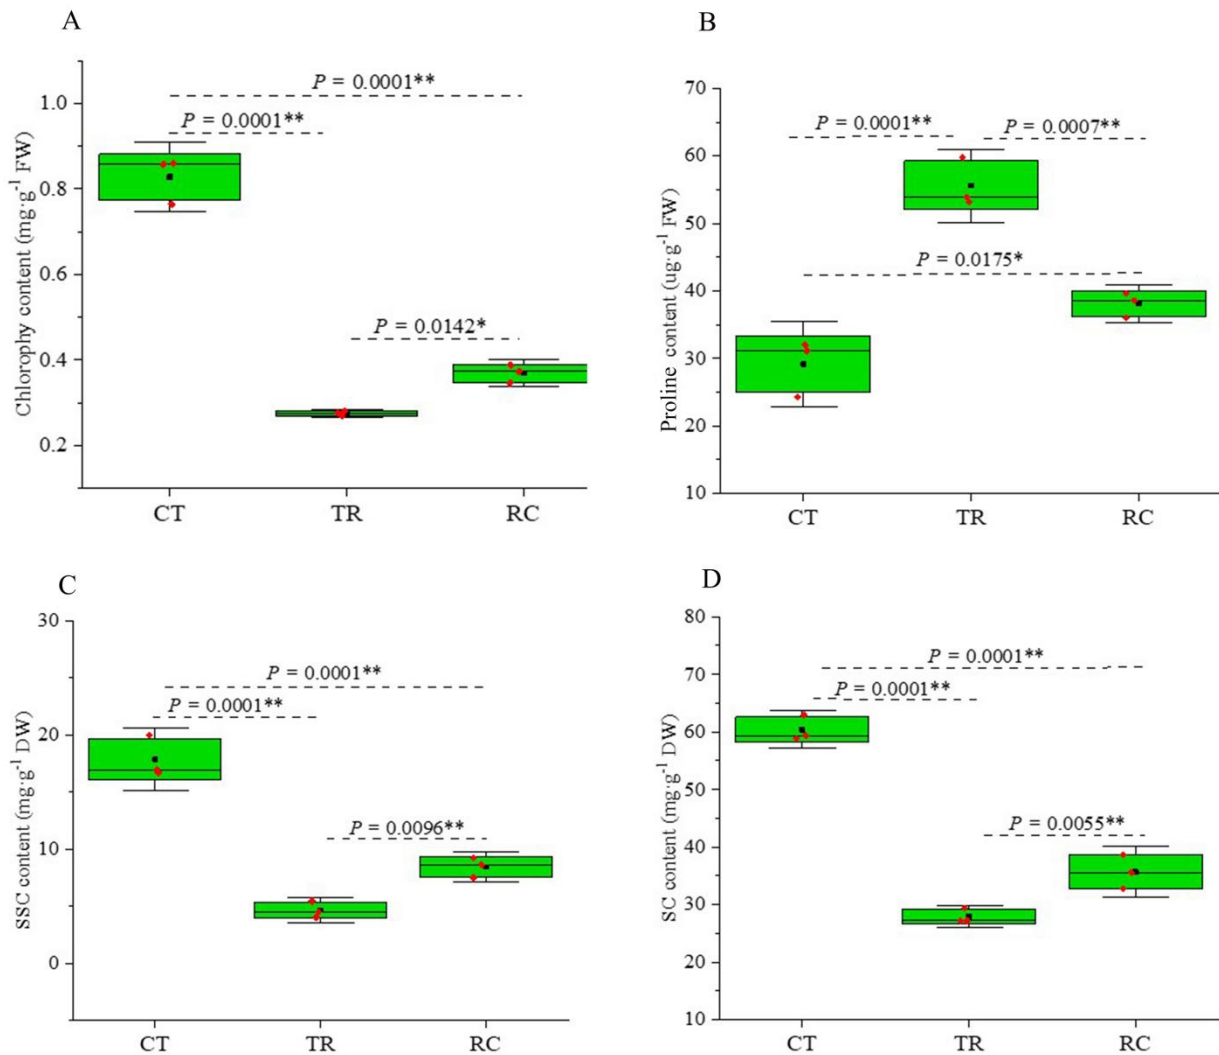 A
Chlorophy content (mg·g⁻¹ FW)
1.0
0.8
0.6
0.4
0.2
P = 0.0001**
P = 0.0001**
P = 0.0142*
CT TR RC
B
Proline content (ug·g⁻¹ FW)
70
60
50
40
30
20
10
P = 0.0001** P = 0.0007**
P = 0.0175*
CT TR RC
C
SSC content (mg·g⁻¹ DW)
30
20
10
0
P = 0.0001**
P = 0.0001**
P = 0.0096**
CT TR RC
D
SC content (mg·g⁻¹ DW)
80
70
60
50
40
30
20
10
P = 0.0001**
P = 0.0001**
P = 0.0055**
CT TR RC